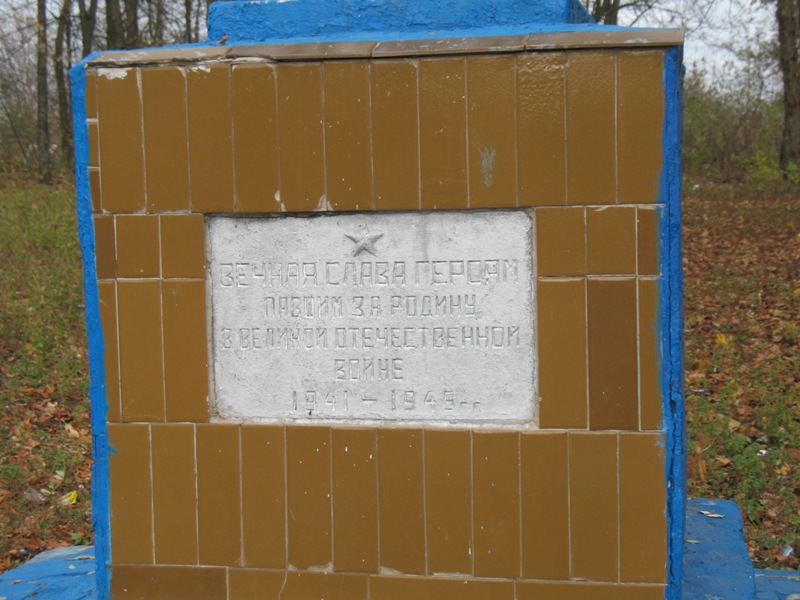 ВЕЧНАЯ СЛАВА ГЕРОЯМ
ПАВШИМ ЗА РОДИНУ
В ВЕЛИКОЙ ОТЕЧЕСТВЕННОЙ
ВОЙНЕ
1941 – 1945 г.г.